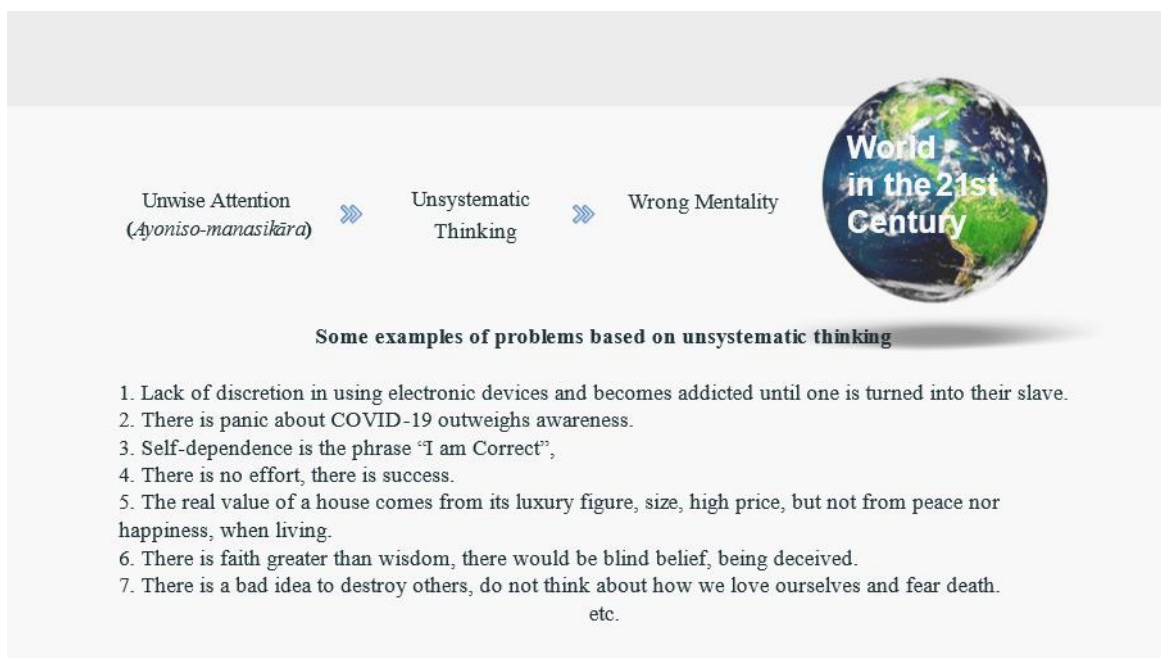 Unwise Attention
(Ayoniso-manasikāra)
Unsystematic
Thinking
Wrong Mentality
World
in the 21st
Century
Some examples of problems based on unsystematic thinking
1. Lack of discretion in using electronic devices and becomes addicted until one is turned into their slave.
2. There is panic about COVID-19 outweighs awareness.
3. Self-dependence is the phrase “I am Correct”,
4. There is no effort, there is success.
5. The real value of a house comes from its luxury figure, size, high price, but not from peace nor
happiness, when living.
6. There is faith greater than wisdom, there would be blind belief, being deceived.
7. There is a bad idea to destroy others, do not think about how we love ourselves and fear death.
etc.